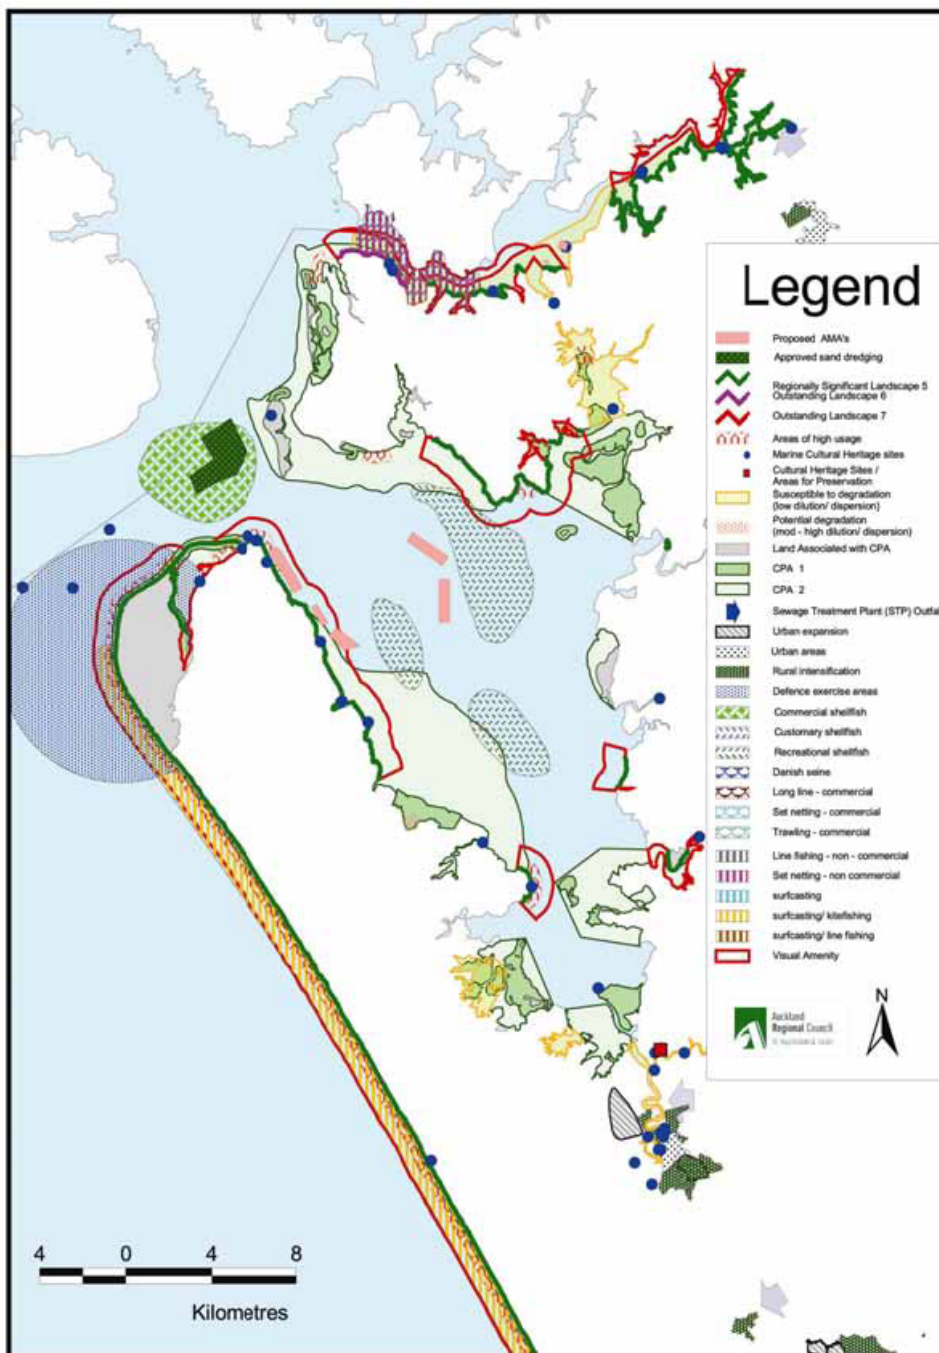 Legend
Proposed AMA's
Approved sand dredging
Regionally Significant Landscape 5
Outstanding Landscape 6
Outstanding Landscape 7
Areas of high usage
Marine Cultural Heritage sites
Cultural Heritage Sites /
Areas for Preservation
Susceptible to degradation
(low dilution/ dispersion)
Potential degradation
(mod - high dilution/ dispersion)
Land Associated with CPA
CPA 1
CPA 2
Sewage Treatment Plant (STP) Outfa
Urban expansion
Urban areas
Rural intensification
Defence exercise areas
Commercial shellfish
Customary shellfish
Recreational shellfish
Danish seine
Long line - commercial
Set netting - commercial
Trawling - commercial
Line fishing - non - commercial
Set netting - non commercial
surfcasting
surfcasting/ kitefishing
surfcasting/ line fishing
Visual Amenity
Auckland
Regional Council
N
4 0 4 8
Kilometres